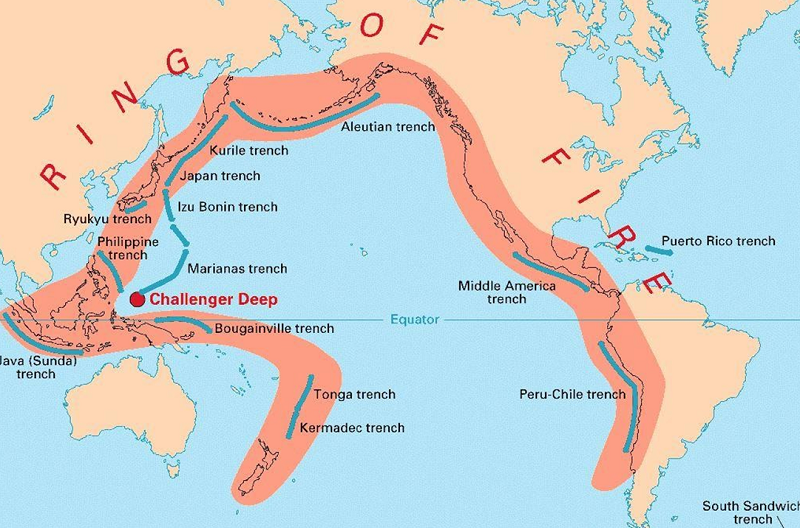 RING OF FIRE
Aleutian trench
Kurile trench
Japan trench
Izu Bonin trench
Ryukyu trench
Philippine
trench
Marianas trench
Challenger Deep
Puerto Rico trench
Middle America
trench
Equator
Bougainville trench
Java (Sunda)
trench
Tonga trench
Kermadec trench
Peru-Chile trench
South Sandwich
trench